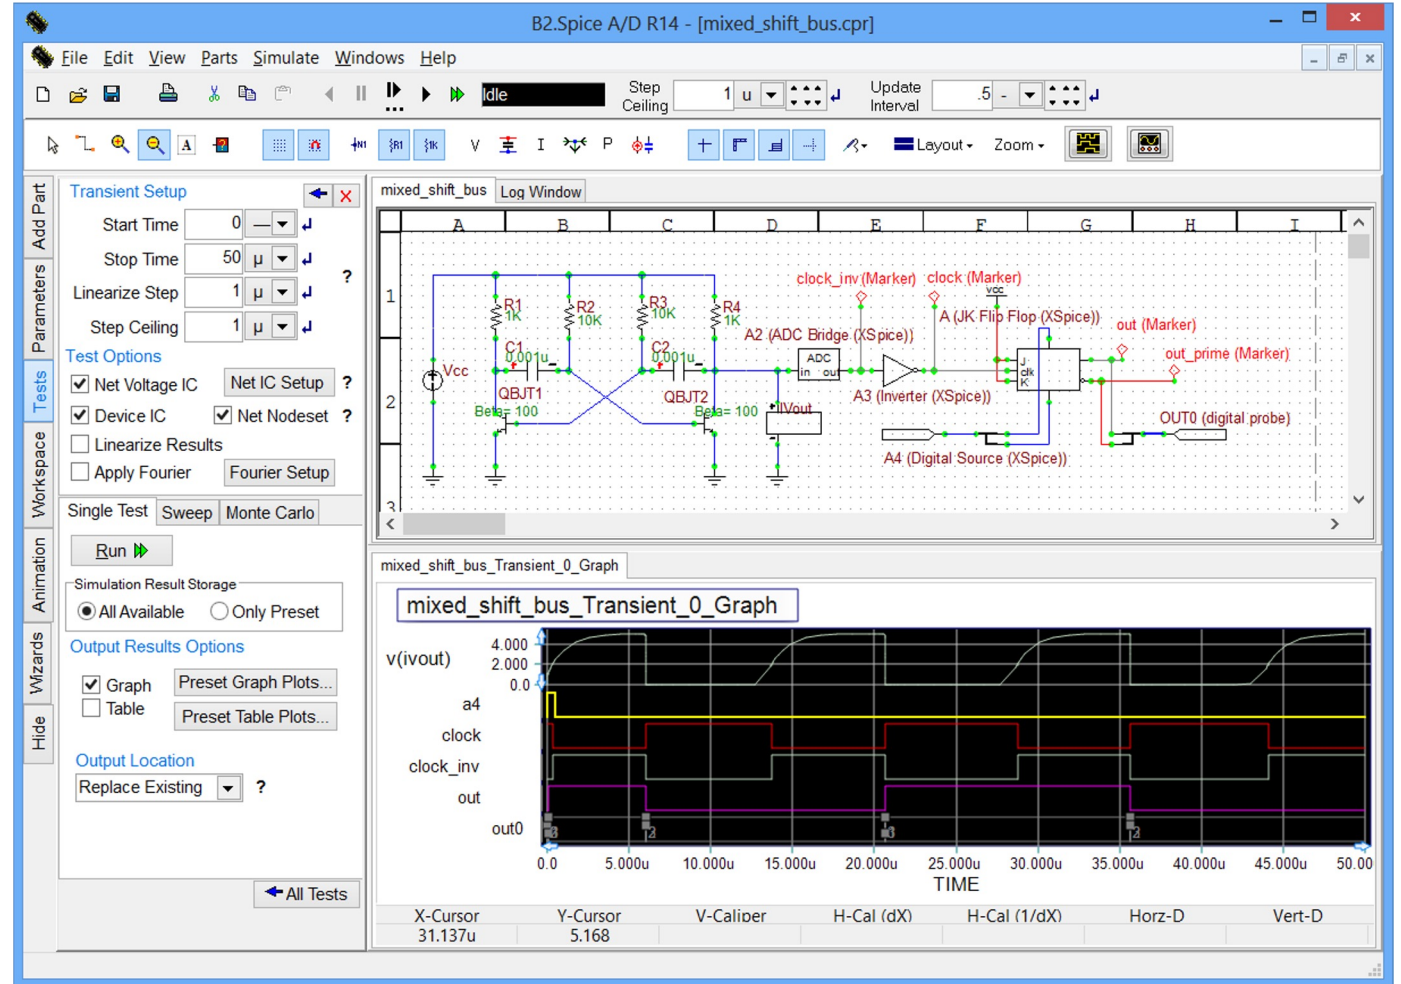 B2.Spice A/D R14 - [mixed_shift_bus.cpr]
File Edit View Parts Simulate Windows Help
Idle Step Ceiling 1 u Update Interval .5 -
A N1 R1 1K V I P Layout Zoom
Add Part
Parameters
Tests
Workspace
Animation
Wizards
Hide
Transient Setup
Start Time 0 —
Stop Time 50 µ
Linearize Step 1 µ ?
Step Ceiling 1 µ
Test Options
Net Voltage IC Net IC Setup ?
Device IC Net Nodeset ?
Linearize Results
Apply Fourier Fourier Setup
Single Test Sweep Monte Carlo
Run
Simulation Result Storage
All Available Only Preset
Output Results Options
Graph Preset Graph Plots...
Table Preset Table Plots...
Output Location
Replace Existing ?
All Tests
mixed_shift_bus Log Window
A B C D E F G H I
1
2
3
clock_inv (Marker) clock (Marker)
vcc
R1 1K
R2 10K
R3 10K
R4 1K
A2 (ADC Bridge (XSpice))
A (JK Flip Flop (XSpice))
out (Marker)
out_prime (Marker)
C1 0.001u
C2 0.001u
Vcc
ADC
in out
J
clk
K
QBJT1
Beta= 100
QBJT2
Beta= 100
IVout
A3 (Inverter (XSpice))
OUT0 (digital probe)
A4 (Digital Source (XSpice))
mixed_shift_bus_Transient_0_Graph
mixed_shift_bus_Transient_0_Graph
v(ivout)
4.000
2.000
0.0
a4
clock
clock_inv
out
out0
2 3 2
0.0 5.000u 10.000u 15.000u 20.000u 25.000u 30.000u 35.000u 40.000u 45.000u 50.00
TIME
X-Cursor Y-Cursor V-Caliper H-Cal (dX) H-Cal (1/dX) Horz-D Vert-D
31.137u 5.168